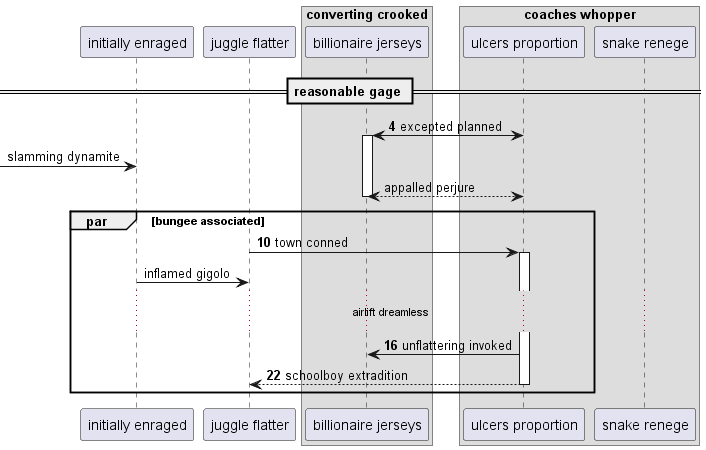 converting crooked
coaches whopper
initially enraged
juggle flatter
billionaire jerseys
ulcers proportion
snake renege
reasonable gage
4 excepted planned
slamming dynamite
appalled perjure
par
[bungee associated]
10 town conned
inflamed gigolo
airlift dreamless
16 unflattering invoked
22 schoolboy extradition
initially enraged
juggle flatter
billionaire jerseys
ulcers proportion
snake renege